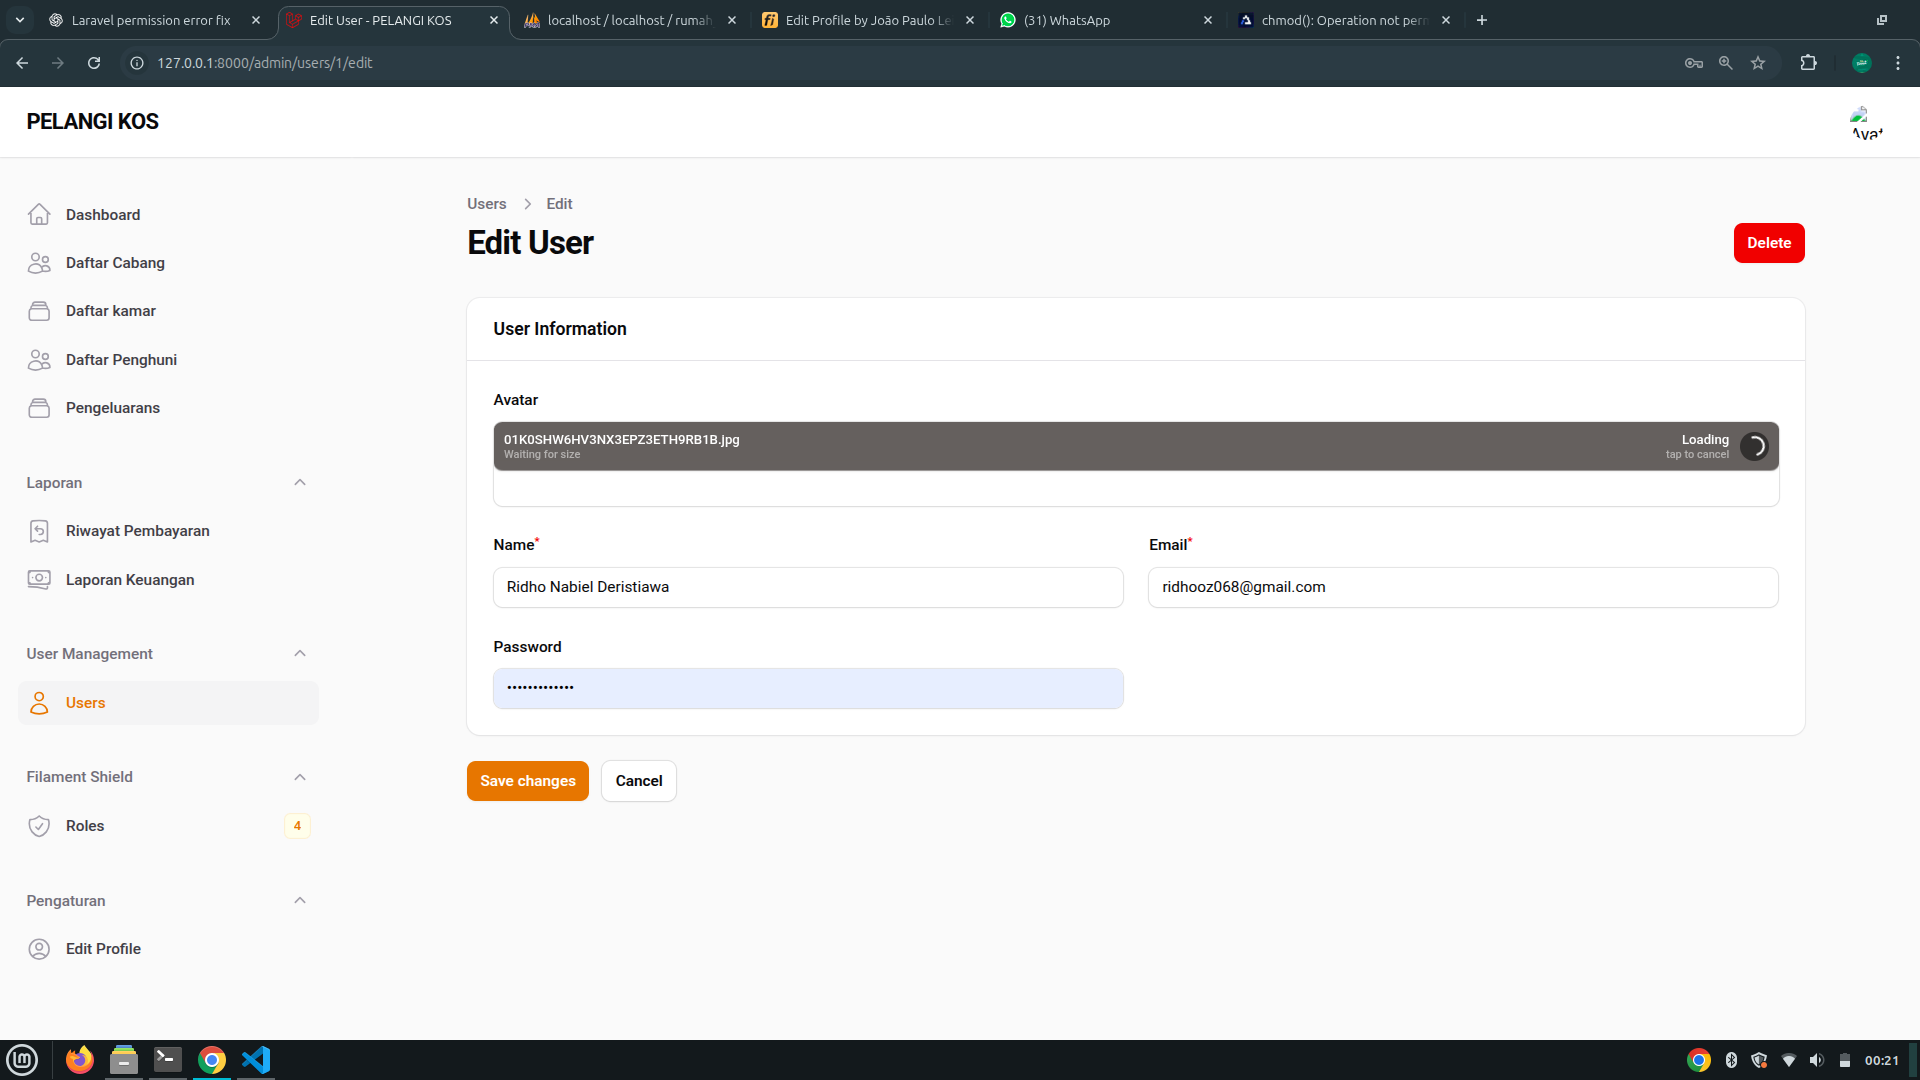 Laravel permission error fix
Edit User - PELANGI KOS
localhost / localhost / rumah
Edit Profile by João Paulo Le
(31) WhatsApp
chmod(): Operation not perm
127.0.0.1:8000/admin/users/1/edit
PELANGI KOS
Avat
Dashboard
Daftar Cabang
Daftar kamar
Daftar Penghuni
Pengeluarans
Laporan
Riwayat Pembayaran
Laporan Keuangan
User Management
Users
Filament Shield
Roles
4
Pengaturan
Edit Profile
Users > Edit
Edit User
Delete
User Information
Avatar
01K0SHW6HV3NX3EPZ3ETH9RB1B.jpg
Waiting for size
Loading
tap to cancel
Name*
Ridho Nabiel Deristiawa
Email*
ridhooz068@gmail.com
Password
•••••••••••••
Save changes
Cancel
00:21